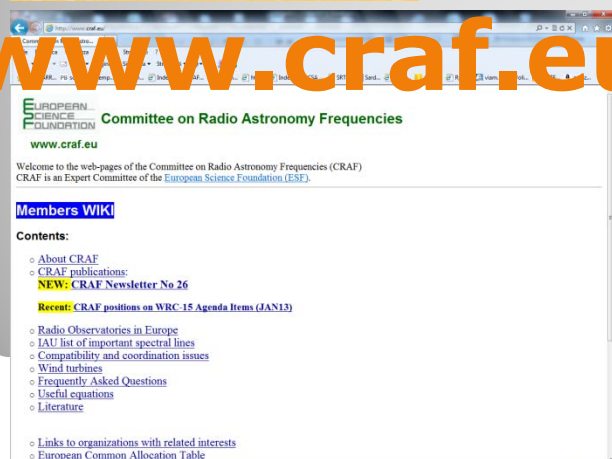 www.craf.eu
http://www.craf.eu/
EUROPEAN
SCIENCE
FOUNDATION
Committee on Radio Astronomy Frequencies
www.craf.eu
Welcome to the web-pages of the Committee on Radio Astronomy Frequencies (CRAF)
CRAF is an Expert Committee of the European Science Foundation (ESF).
Members WIKI
Contents:
About CRAF
CRAF publications:
NEW: CRAF Newsletter No 26
Recent: CRAF positions on WRC-15 Agenda Items (JAN13)
Radio Observatories in Europe
IAU list of important spectral lines
Compatibility and coordination issues
Wind turbines
Frequently Asked Questions
Useful equations
Literature
Links to organizations with related interests
European Common Allocation Table